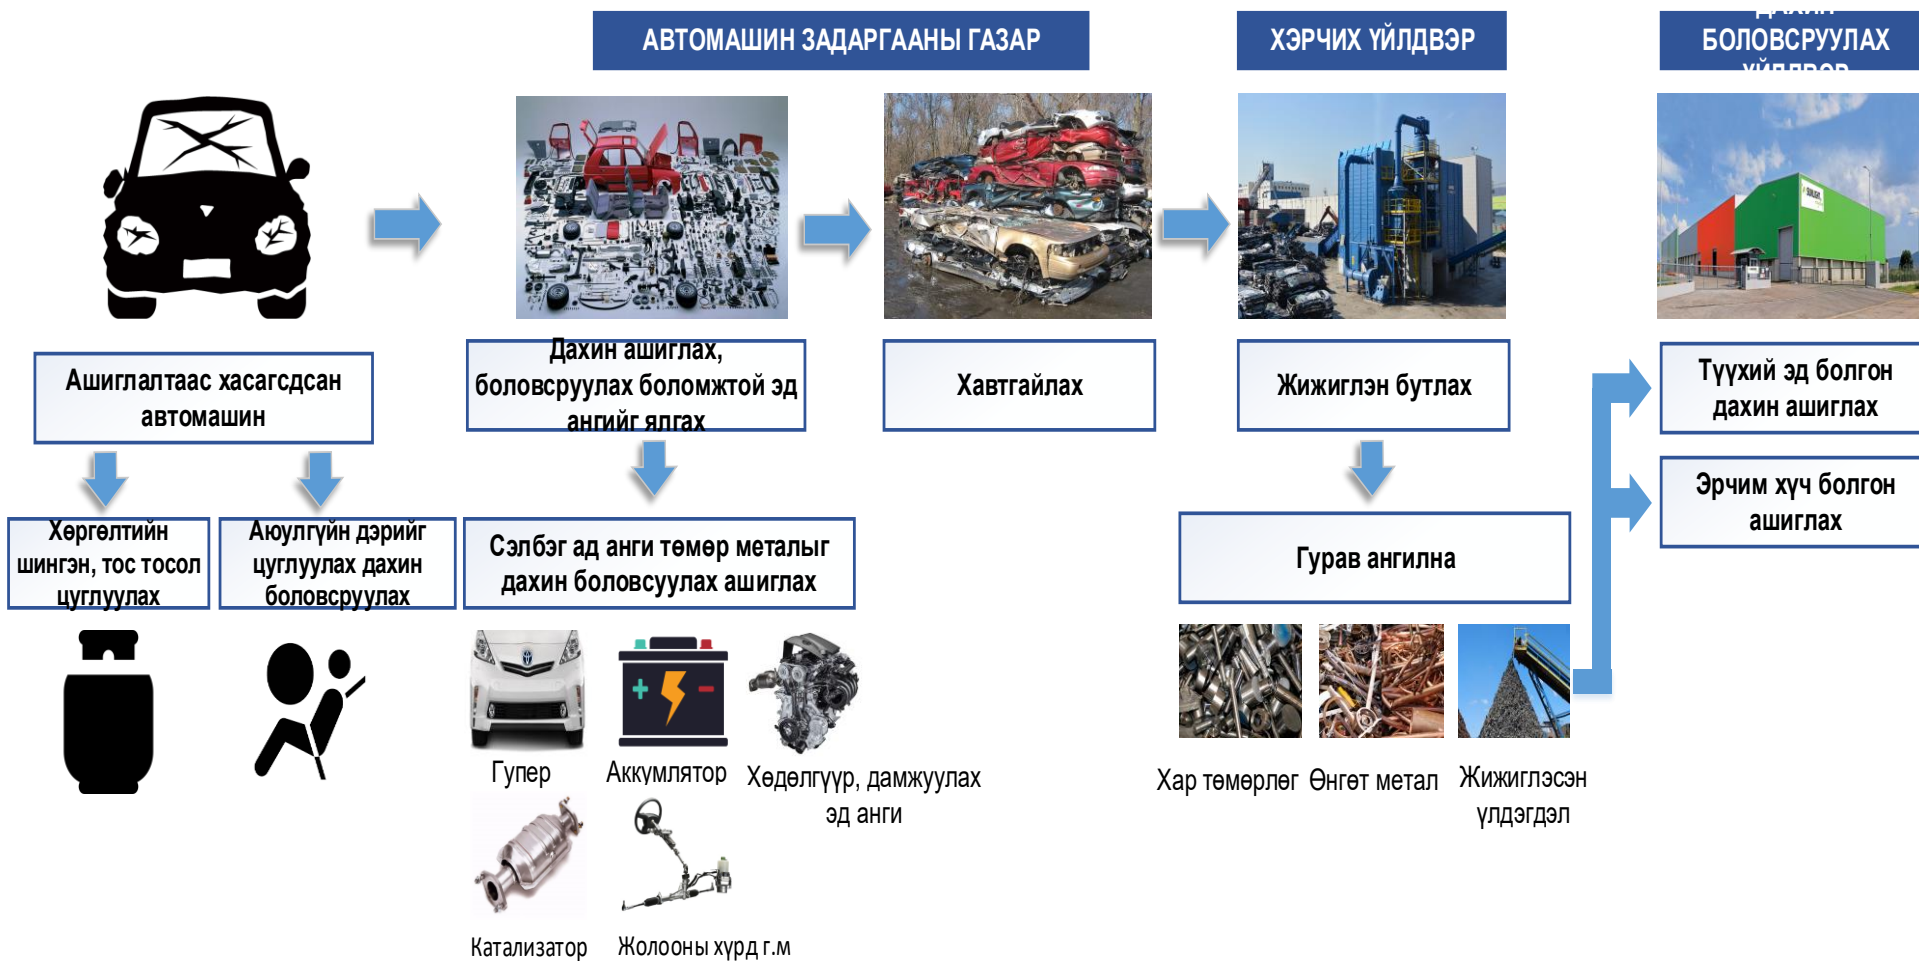 АВТОМАШИН ЗАДАРГААНЫ ГАЗАР
ХЭРЧИХ ҮЙЛДВЭР
ДАХИН
БОЛОВСРУУЛАХ
ҮЙЛДВЭР
Ашиглалтаас хасагдсан
автомашин
Дахин ашиглах,
боловсруулах боломжтой эд
ангийг ялгах
Хавтгайлах
Жижиглэн бутлах
Түүхий эд болгон
дахин ашиглах
Эрчим хүч болгон
ашиглах
Хөргөлтийн
шингэн, тос тосол
цуглуулах
Аюулгүйн дэрийг
цуглуулах дахин
боловсруулах
Сэлбэг ад анги төмөр металыг
дахин боловсуулах ашиглах
Гурав ангилна
Гупер
Аккумлятор
Хөдөлгүүр, дамжуулах
эд анги
Хар төмөрлөг
Өнгөт метал
Жижиглэсэн
үлдэгдэл
Катализатор
Жолооны хүрд г.м